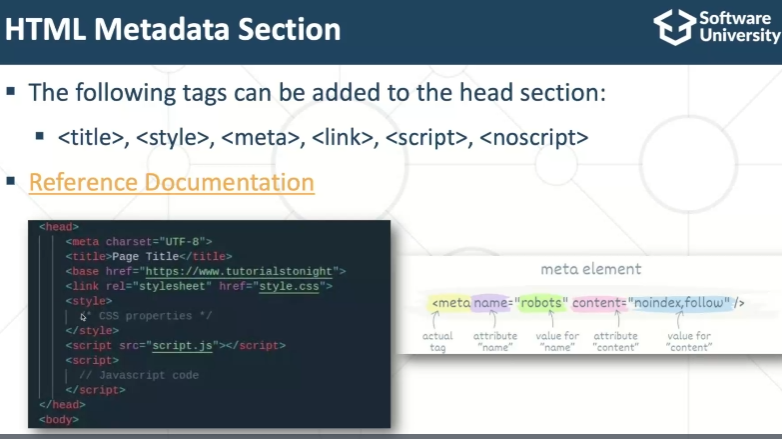 HTML Metadata Section
Software
University
▪ The following tags can be added to the head section:
▪ <title>, <style>, <meta>, <link>, <script>, <noscript>
▪ Reference Documentation
<head>
<meta charset="UTF-8">
<title>Page Title</title>
<base href="https://www.tutorialstonight">
<link rel="stylesheet" href="style.css">
<style>
/* CSS properties */
</style>
<script src="script.js"></script>
<script>
// Javascript code
</script>
</head>
<body>
meta element
<meta name="robots" content="noindex,follow" />
actual tag
attribute "name"
value for "name"
attribute "content"
value for "content"